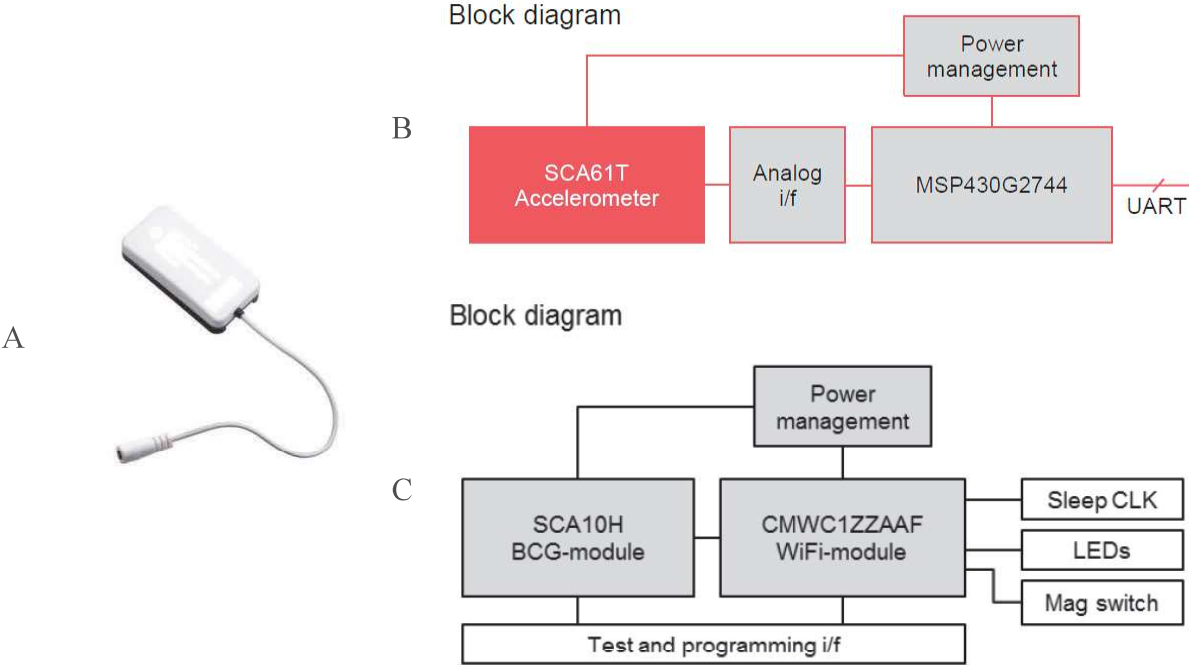 A
B
Block diagram
Power
management
SCA61T
Accelerometer
Analog
i/f
MSP430G2744
UART
C
Block diagram
Power
management
SCA10H
BCG-module
CMWC1ZZAAF
WiFi-module
Sleep CLK
LEDs
Mag switch
Test and programming i/f